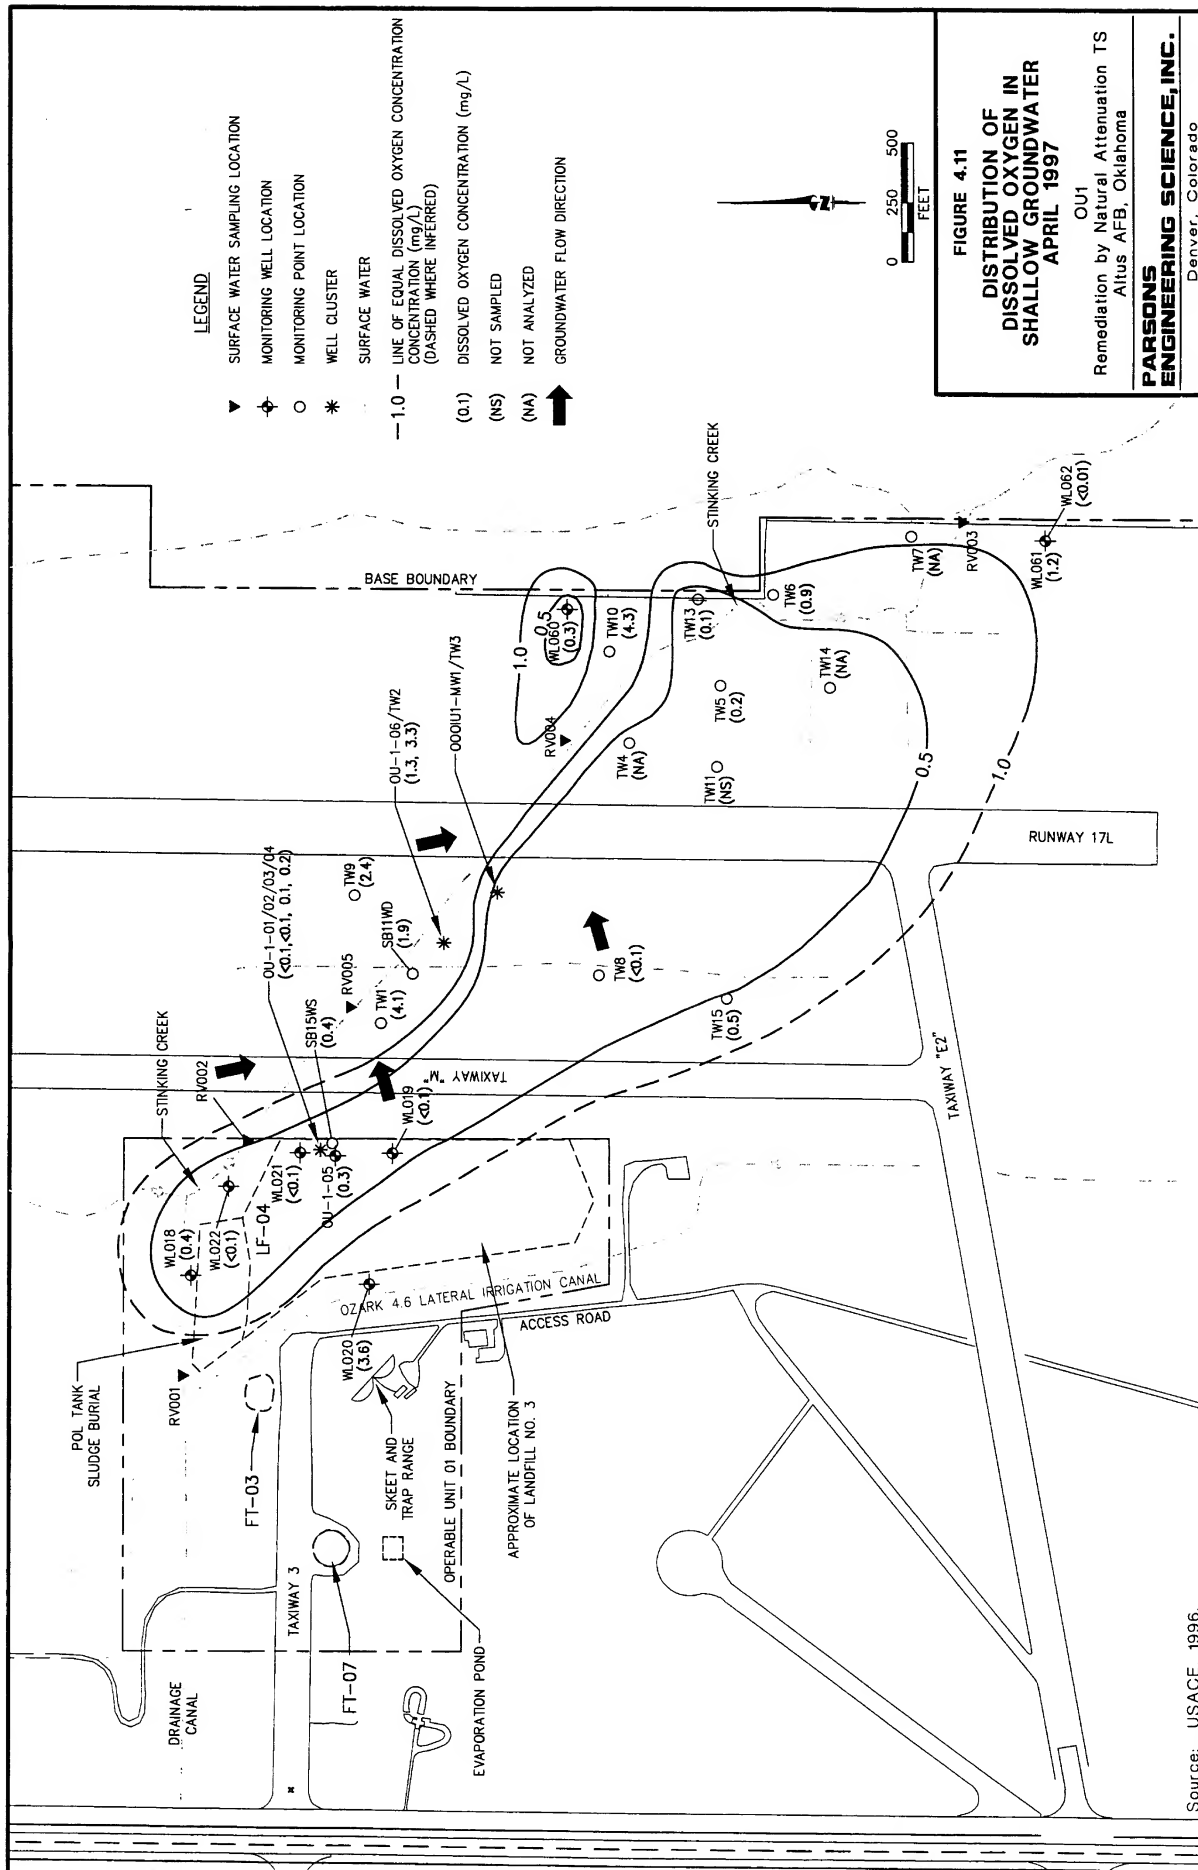 LEGEND
SURFACE WATER SAMPLING LOCATION
MONITORING WELL LOCATION
MONITORING POINT LOCATION
WELL CLUSTER
SURFACE WATER
—1.0— LINE OF EQUAL DISSOLVED OXYGEN CONCENTRATION
CONCENTRATION (mg/L)
(DASHED WHERE INFERRED)
(0.1) DISSOLVED OXYGEN CONCENTRATION (mg/L)
(NS) NOT SAMPLED
(NA) NOT ANALYZED
GROUNDWATER FLOW DIRECTION
N
0 250 500
FEET
FIGURE 4.11
DISTRIBUTION OF
DISSOLVED OXYGEN IN
SHALLOW GROUNDWATER
APRIL 1997
OU1
Remediation by Natural Attenuation TS
Altus AFB, Oklahoma
PARSONS
ENGINEERING SCIENCE, INC.
Denver, Colorado
POL TANK
SLUDGE BURIAL
STINKING CREEK
RV001
RV002
WL018
(0.4)
WL022
(<0.1)
LF-04
WL021
(<0.1)
OU-1-05
(0.3)
WL019
(<0.1)
WL020
(3.6)
OU-1-01/02/03/04
(<0.1,<0.1, 0.1, 0.2)
SB15WS
(0.4)
RV005
TW1
(4.1)
SB11WD
(1.9)
TW9
(2.4)
OU-1-06/TW2
(1.3, 3.3)
OOOIU1-MW1/TW3
TAXIWAY "M"
TW8
(<0.1)
TW15
(0.5)
BASE BOUNDARY
1.0
0.5
WL060
(0.3)
RV004
TW10
(4.3)
TW4
(NA)
TW11
(NS)
TW5
(0.2)
TW13
(0.1)
STINKING CREEK
TW6
(0.9)
TW14
(NA)
TW7
(NA)
RV003
WL061
(1.2)
WL062
(<0.01)
0.5
1.0
RUNWAY 17L
TAXIWAY "E2"
DRAINAGE
CANAL
FT-03
TAXIWAY 3
FT-07
SKEET AND
TRAP RANGE
OPERABLE UNIT 01 BOUNDARY
EVAPORATION POND
APPROXIMATE LOCATION
OF LANDFILL NO. 3
OZARK 4.6 LATERAL IRRIGATION CANAL
ACCESS ROAD
Source: USACE, 1996.